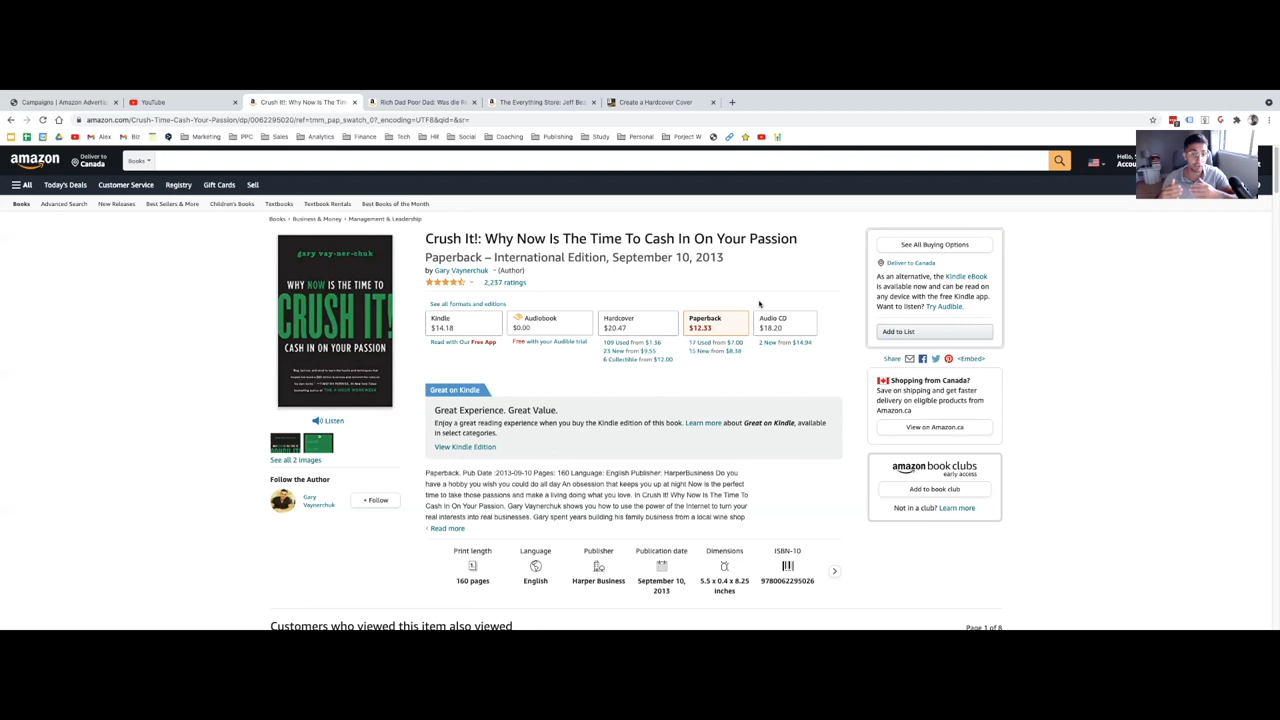 Campaigns | Amazon Adverti
YouTube
Crush It!: Why Now Is The Tim
Rich Dad Poor Dad: Was die R
The Everything Store: Jeff Be
Create a Hardcover Cover
amazon.com/Crush-Time-Cash-Your-Passion/dp/0062295020/ref=tmm_pap_swatch_0?_encoding=UTF8&qid=&sr=
Alex
Biz
Marketing
PPC
Sales
Analytics
Finance
Tech
HR
Social
Coaching
Publishing
Study
Personal
Porject W
amazon
Deliver to
Canada
Books
Hello, S
Accou
All
Today's Deals
Customer Service
Registry
Gift Cards
Sell
Books
Advanced Search
New Releases
Best Sellers & More
Children's Books
Textbooks
Textbook Rentals
Best Books of the Month
Books › Business & Money › Management & Leadership
gary vay·ner·chuk
WHY NOW IS THE TIME TO
CRUSH IT!
CASH IN ON YOUR PASSION
Listen
See all 2 images
Follow the Author
Gary
Vaynerchuk
+ Follow
Crush It!: Why Now Is The Time To Cash In On Your Passion
Paperback – International Edition, September 10, 2013
by Gary Vaynerchuk (Author)
2,237 ratings
See all formats and editions
Kindle
$14.18
Read with Our Free App
Audiobook
$0.00
Free with your Audible trial
Hardcover
$20.47
109 Used from $1.36
23 New from $9.55
6 Collectible from $12.00
Paperback
$12.33
17 Used from $7.00
15 New from $8.38
Audio CD
$18.20
2 New from $14.94
Great on Kindle
Great Experience. Great Value.
Enjoy a great reading experience when you buy the Kindle edition of this book. Learn more about Great on Kindle, available
in select categories.
View Kindle Edition
Paperback. Pub Date :2013-09-10 Pages: 160 Language: English Publisher: HarperBusiness Do you
have a hobby you wish you could do all day An obsession that keeps you up at night Now is the perfect
time to take those passions and make a living doing what you love. In Crush It! Why Now Is The Time To
Cash In On Your Passion. Gary Vaynerchuk shows you how to use the power of the Internet to turn your
real interests into real businesses. Gary spent years building his family business from a local wine shop
Read more
Print length
160 pages
Language
English
Publisher
Harper Business
Publication date
September 10,
2013
Dimensions
5.5 x 0.4 x 8.25
inches
ISBN-10
9780062295026
Customers who viewed this item also viewed
Page 1 of 8
See All Buying Options
Deliver to Canada
As an alternative, the Kindle eBook
is available now and can be read on
any device with the free Kindle app.
Want to listen? Try Audible.
Add to List
Share
<Embed>
Shopping from Canada?
Save on shipping and get faster
delivery on eligible products from
Amazon.ca
View on Amazon.ca
amazon book clubs
early access
Add to book club
Not in a club? Learn more